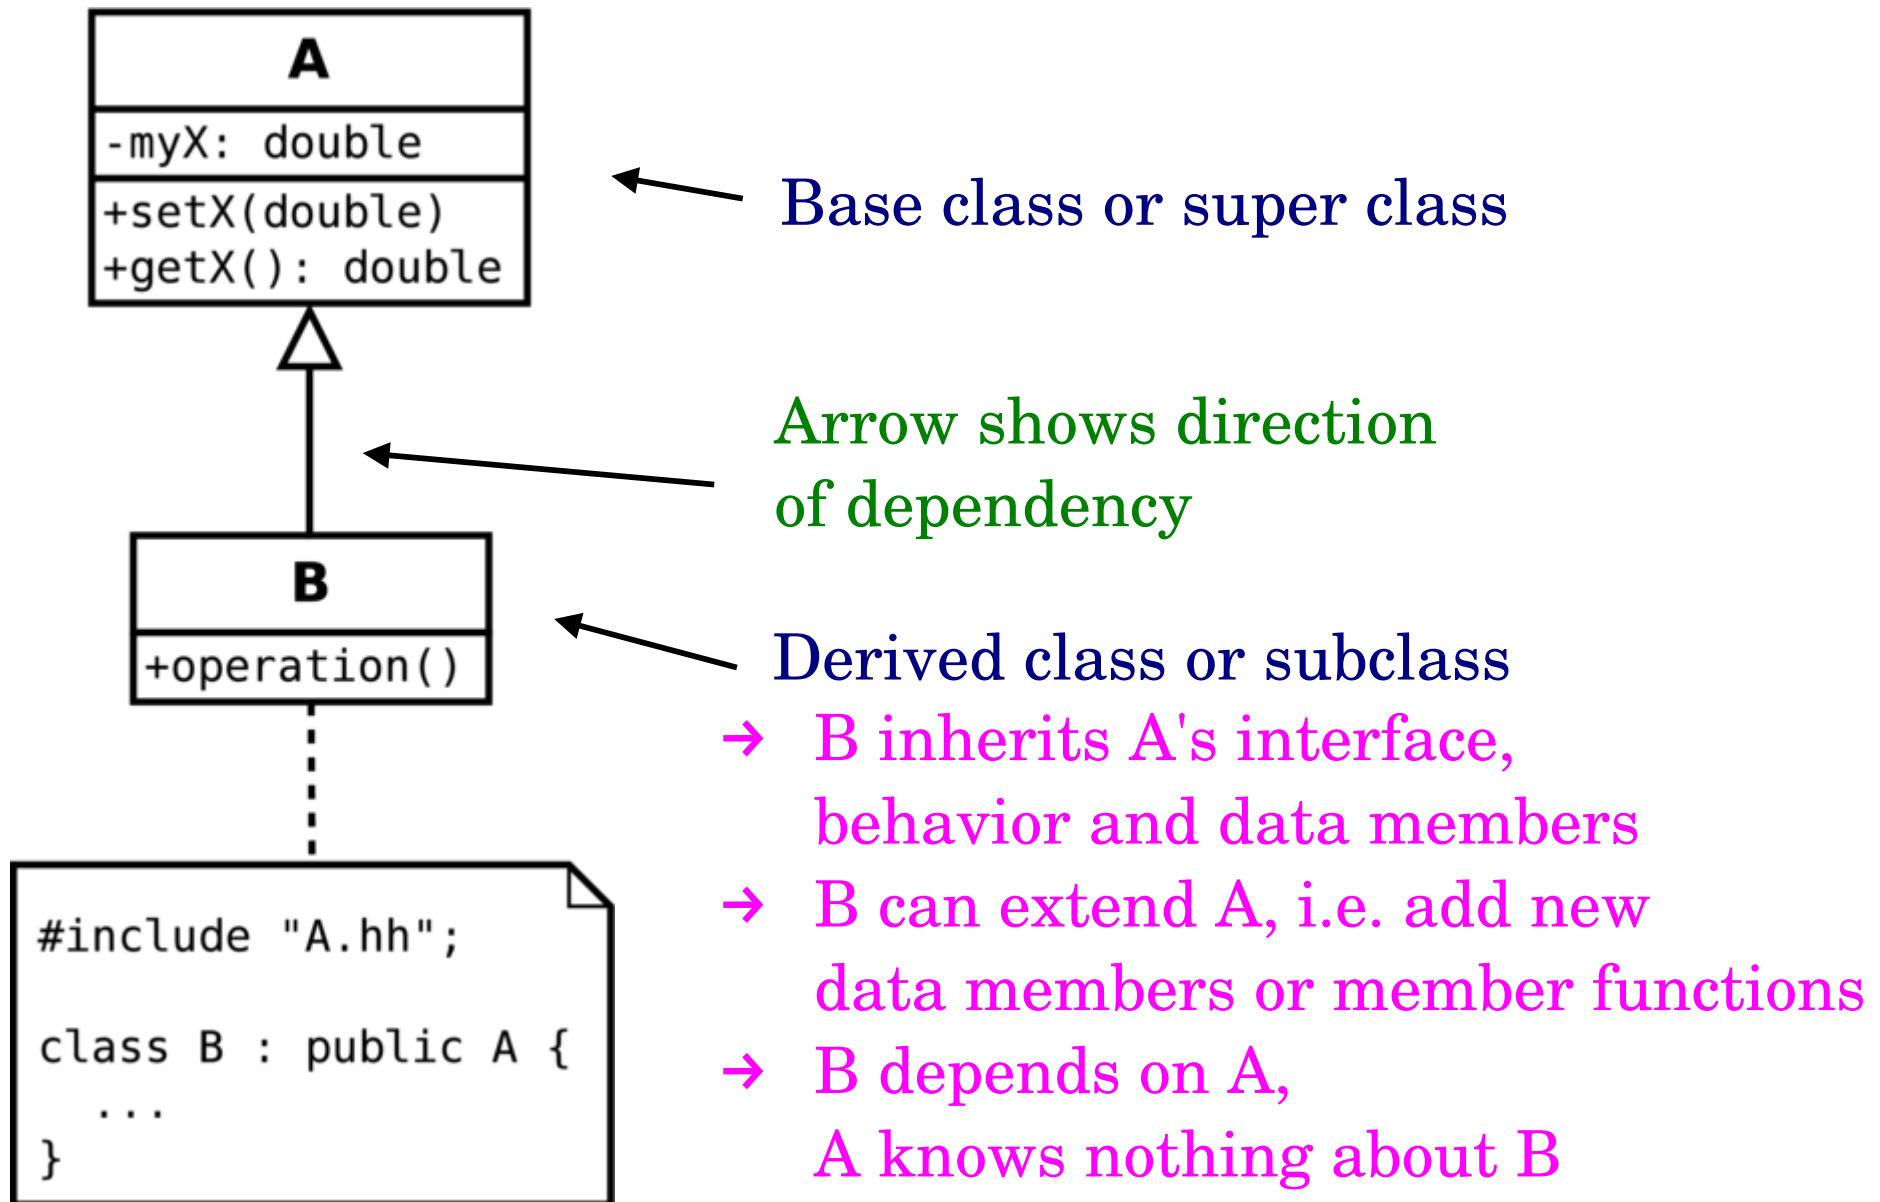 A
-myX: double
+setX(double)
+getX(): double
Base class or super class
Arrow shows direction
of dependency
B
+operation()
Derived class or subclass
→ B inherits A's interface,
behavior and data members
→ B can extend A, i.e. add new
data members or member functions
→ B depends on A,
A knows nothing about B
#include "A.hh";
class B : public A {
...
}